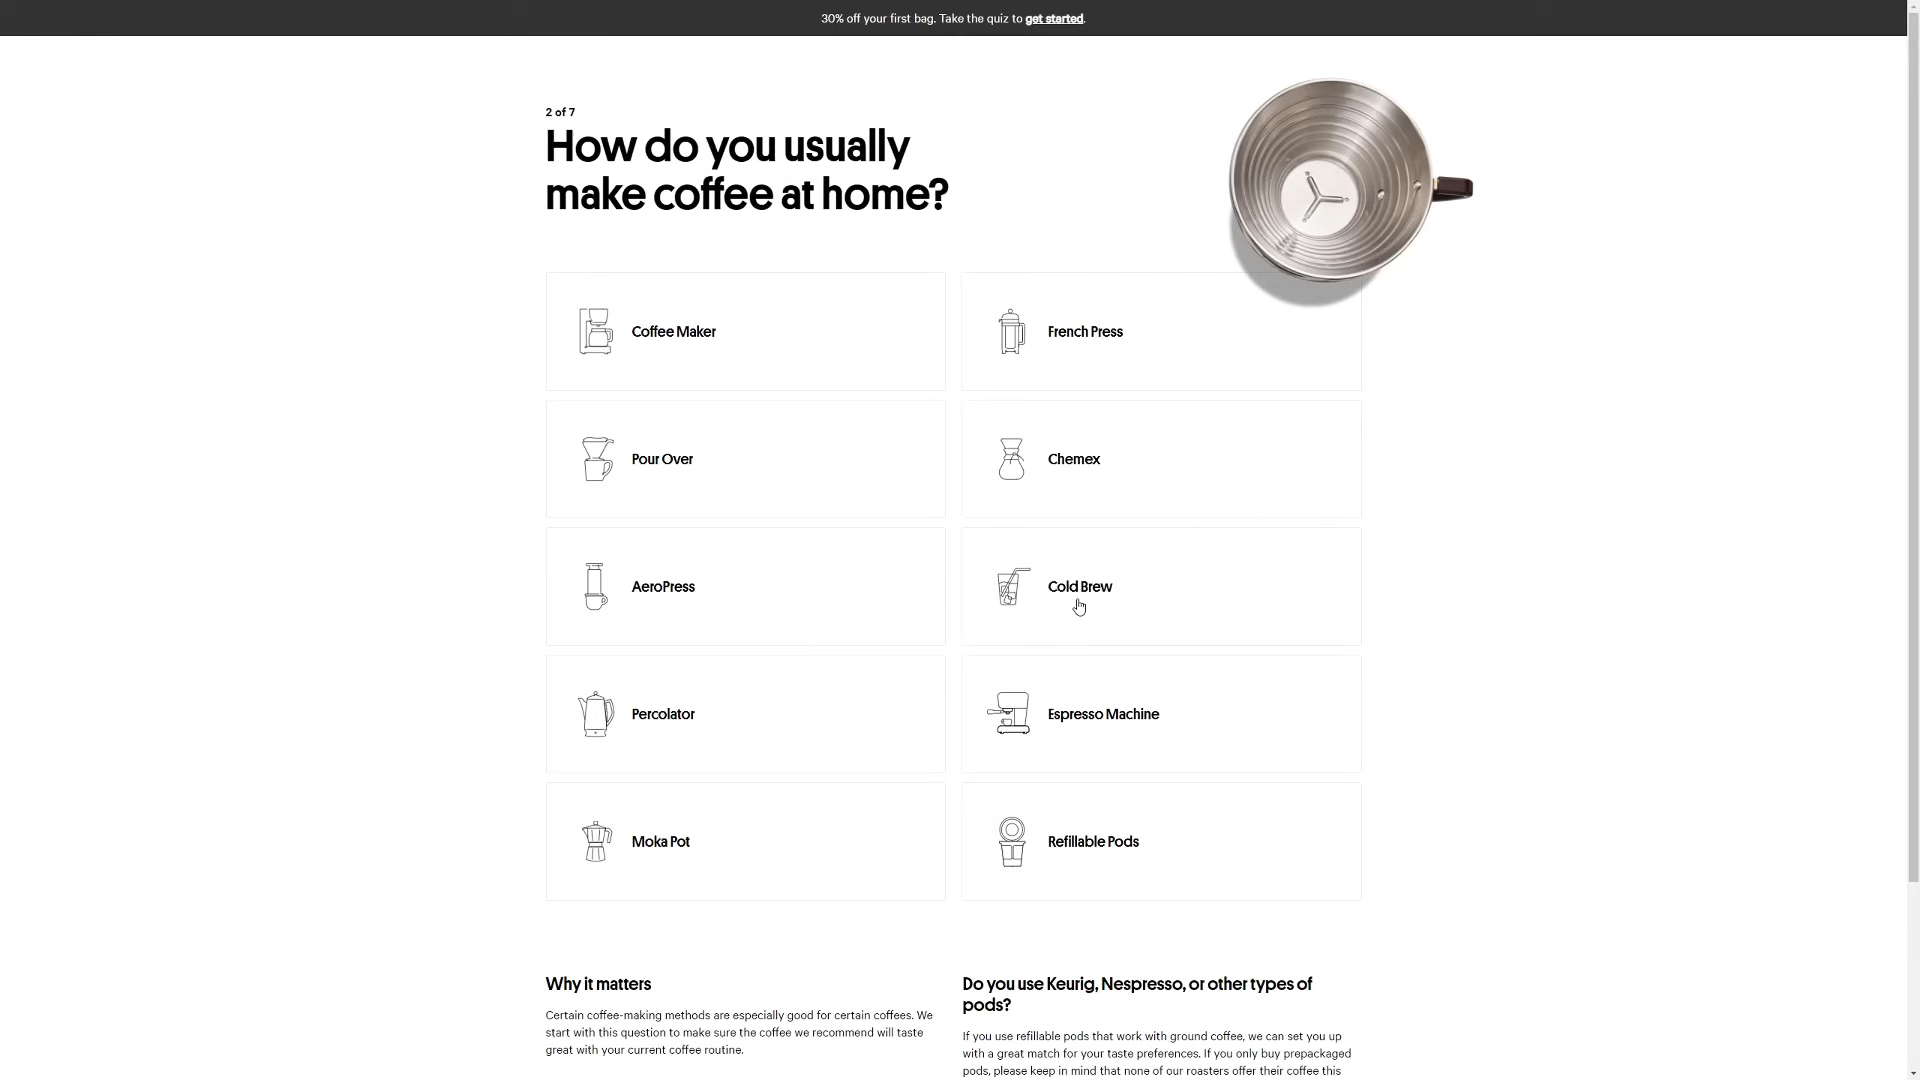 30% off your first bag. Take the quiz to get started.
2 of 7
How do you usually
make coffee at home?
Coffee Maker
French Press
Pour Over
Chemex
AeroPress
Cold Brew
Percolator
Espresso Machine
Moka Pot
Refillable Pods
Why it matters
Certain coffee-making methods are especially good for certain coffees. We
start with this question to make sure the coffee we recommend will taste
great with your current coffee routine.
Do you use Keurig, Nespresso, or other types of
pods?
If you use refillable pods that work with ground coffee, we can set you up
with a great match for your taste preferences. If you only buy prepackaged
pods, please keep in mind that none of our roasters offer their coffee this